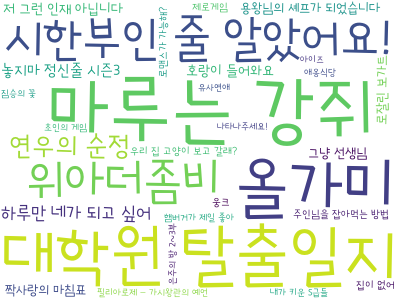 저 그런 인재 아닙니다
로맨스가 가능해?
제로게임
용왕님의 셰프가 되었습니다
시한부인 줄 알았어요!
놓지마 정신줄 시즌3
호랑이 들어와요
아이즈
애옹식당
로잘린 보가트
짐승의 꽃
유사연애
마루는 강쥐
초인의 게임
나타나주세요!
연우의 순정
우리 집 고양이 보고 갈래?
그냥 선생님
위아더좀비
올가미
하루만 네가 되고 싶어
웅크
햄버거가 제일 좋아
주인님을 잡아먹는 방법
대학원 탈출일지
은주의 방 2~3부
짝사랑의 마침표
필리아로제 - 가시왕관의 예언
내가 키운 S급들
집이 없어